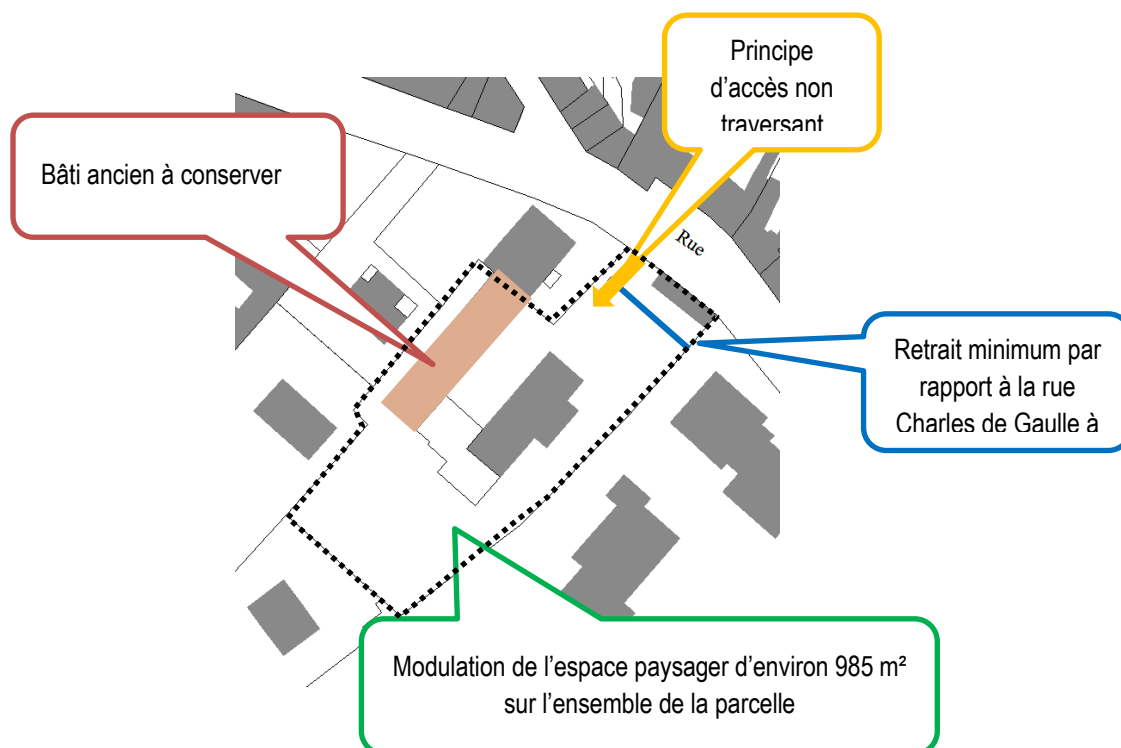 Principe
d’accès non
traversant
Bâti ancien à conserver
Rue
Retrait minimum par
rapport à la rue
Charles de Gaulle à
Modulation de l’espace paysager d’environ 985 m²
sur l’ensemble de la parcelle